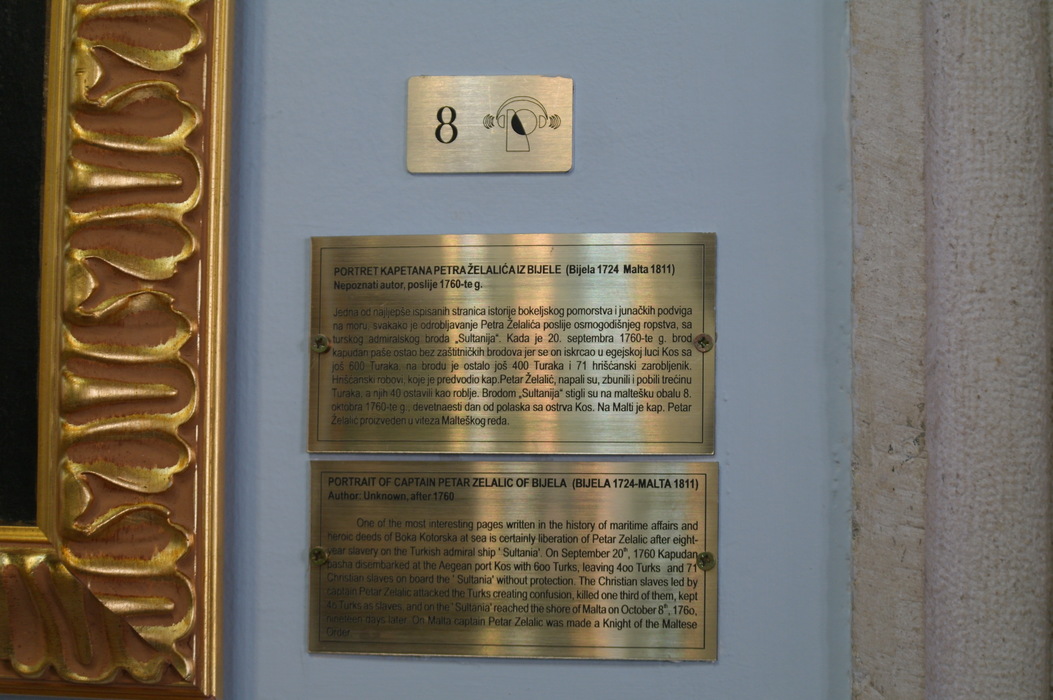 8
PORTRET KAPETANA PETRA ŽELALIĆA IZ BIJELE (Bijela 1724 Malta 1811)
Nepoznati autor, poslije 1760-te g.
Jedna od najljepše ispisanih stranica istorije bokeljskog pomorstva i junačkih podviga
na moru, svakako je odrobljavanje Petra Želalića poslije osmogodišnjeg ropstva, sa
turskog admiralskog broda „Sultanija“. Kada je 20. septembra 1760-te g. brod
kapudan paše ostao bez zaštitničkih brodova jer se on iskrcao u egejskoj luci Kos sa
još 600 Turaka, na brodu je ostalo još 400 Turaka i 71 hrišćanski zarobljenik.
Hrišćanski robovi, koje je predvodio kap.Petar Želalić, napali su, zbunili i pobili trećinu
Turaka, a njih 40 ostavili kao roblje. Brodom „Sultanija“ stigli su na maltešku obalu 8.
oktobra 1760-te g., devetnaesti dan od polaska sa ostrva Kos. Na Malti je kap. Petar
Želalić proizveden u viteza Malteškog reda.
PORTRAIT OF CAPTAIN PETAR ZELALIC OF BIJELA (BIJELA 1724-MALTA 1811)
Author: Unknown, after 1760
One of the most interesting pages written in the history of maritime affairs and
heroic deeds of Boka Kotorska at sea is certainly liberation of Petar Zelalic after eight-
year slavery on the Turkish admiral ship ' Sultania'. On September 20th, 1760 Kapudan
pasha disembarked at the Aegean port Kos with 6oo Turks, leaving 4oo Turks and 71
Christian slaves on board the ' Sultania' without protection. The Christian slaves led by
captain Petar Zelalic attacked the Turks creating confusion, killed one third of them, kept
4o Turks as slaves, and on the ' Sultania' reached the shore of Malta on October 8th, 176o,
nineteen days later. On Malta captain Petar Zelalic was made a Knight of the Maltese
Order.